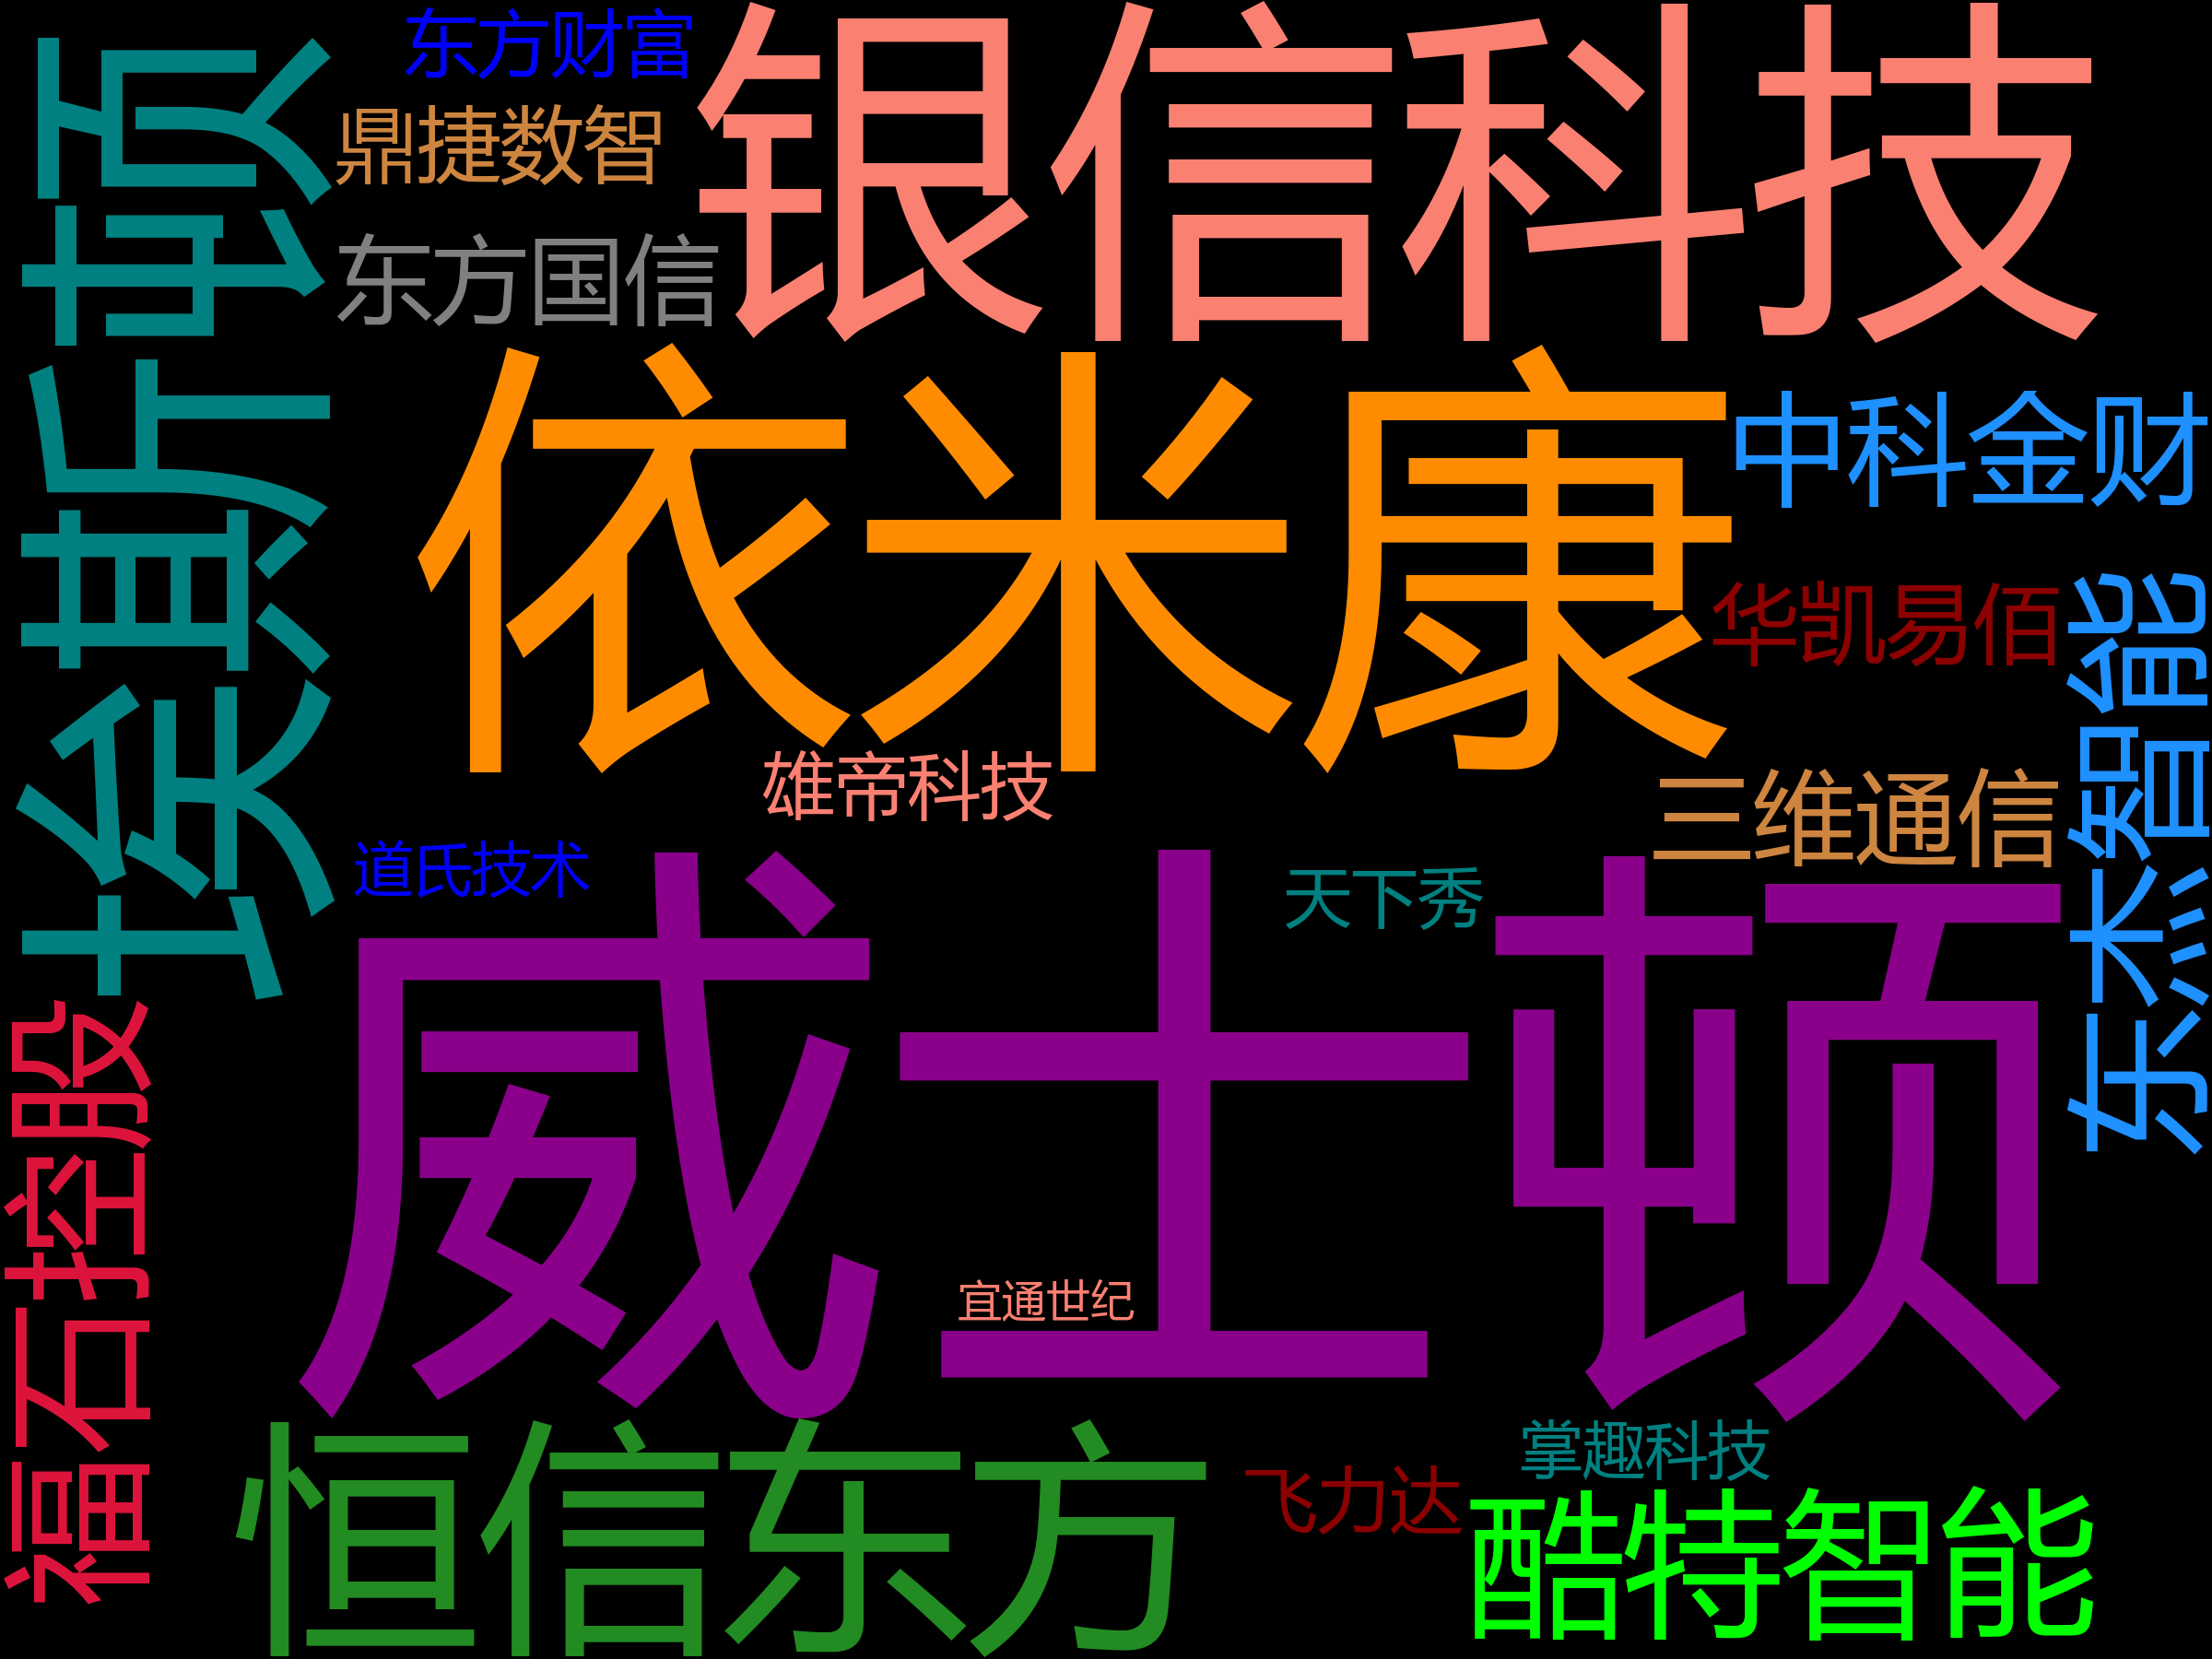 东方财富
银信科技
鼎捷数智
东方国信
埃斯顿
依米康
中科金财
华凯易佰
东杰智能
雄帝科技
三维通信
道氏技术
天下秀
威士顿
福石控股
宜通世纪
恒信东方
掌趣科技
飞力达
酷特智能